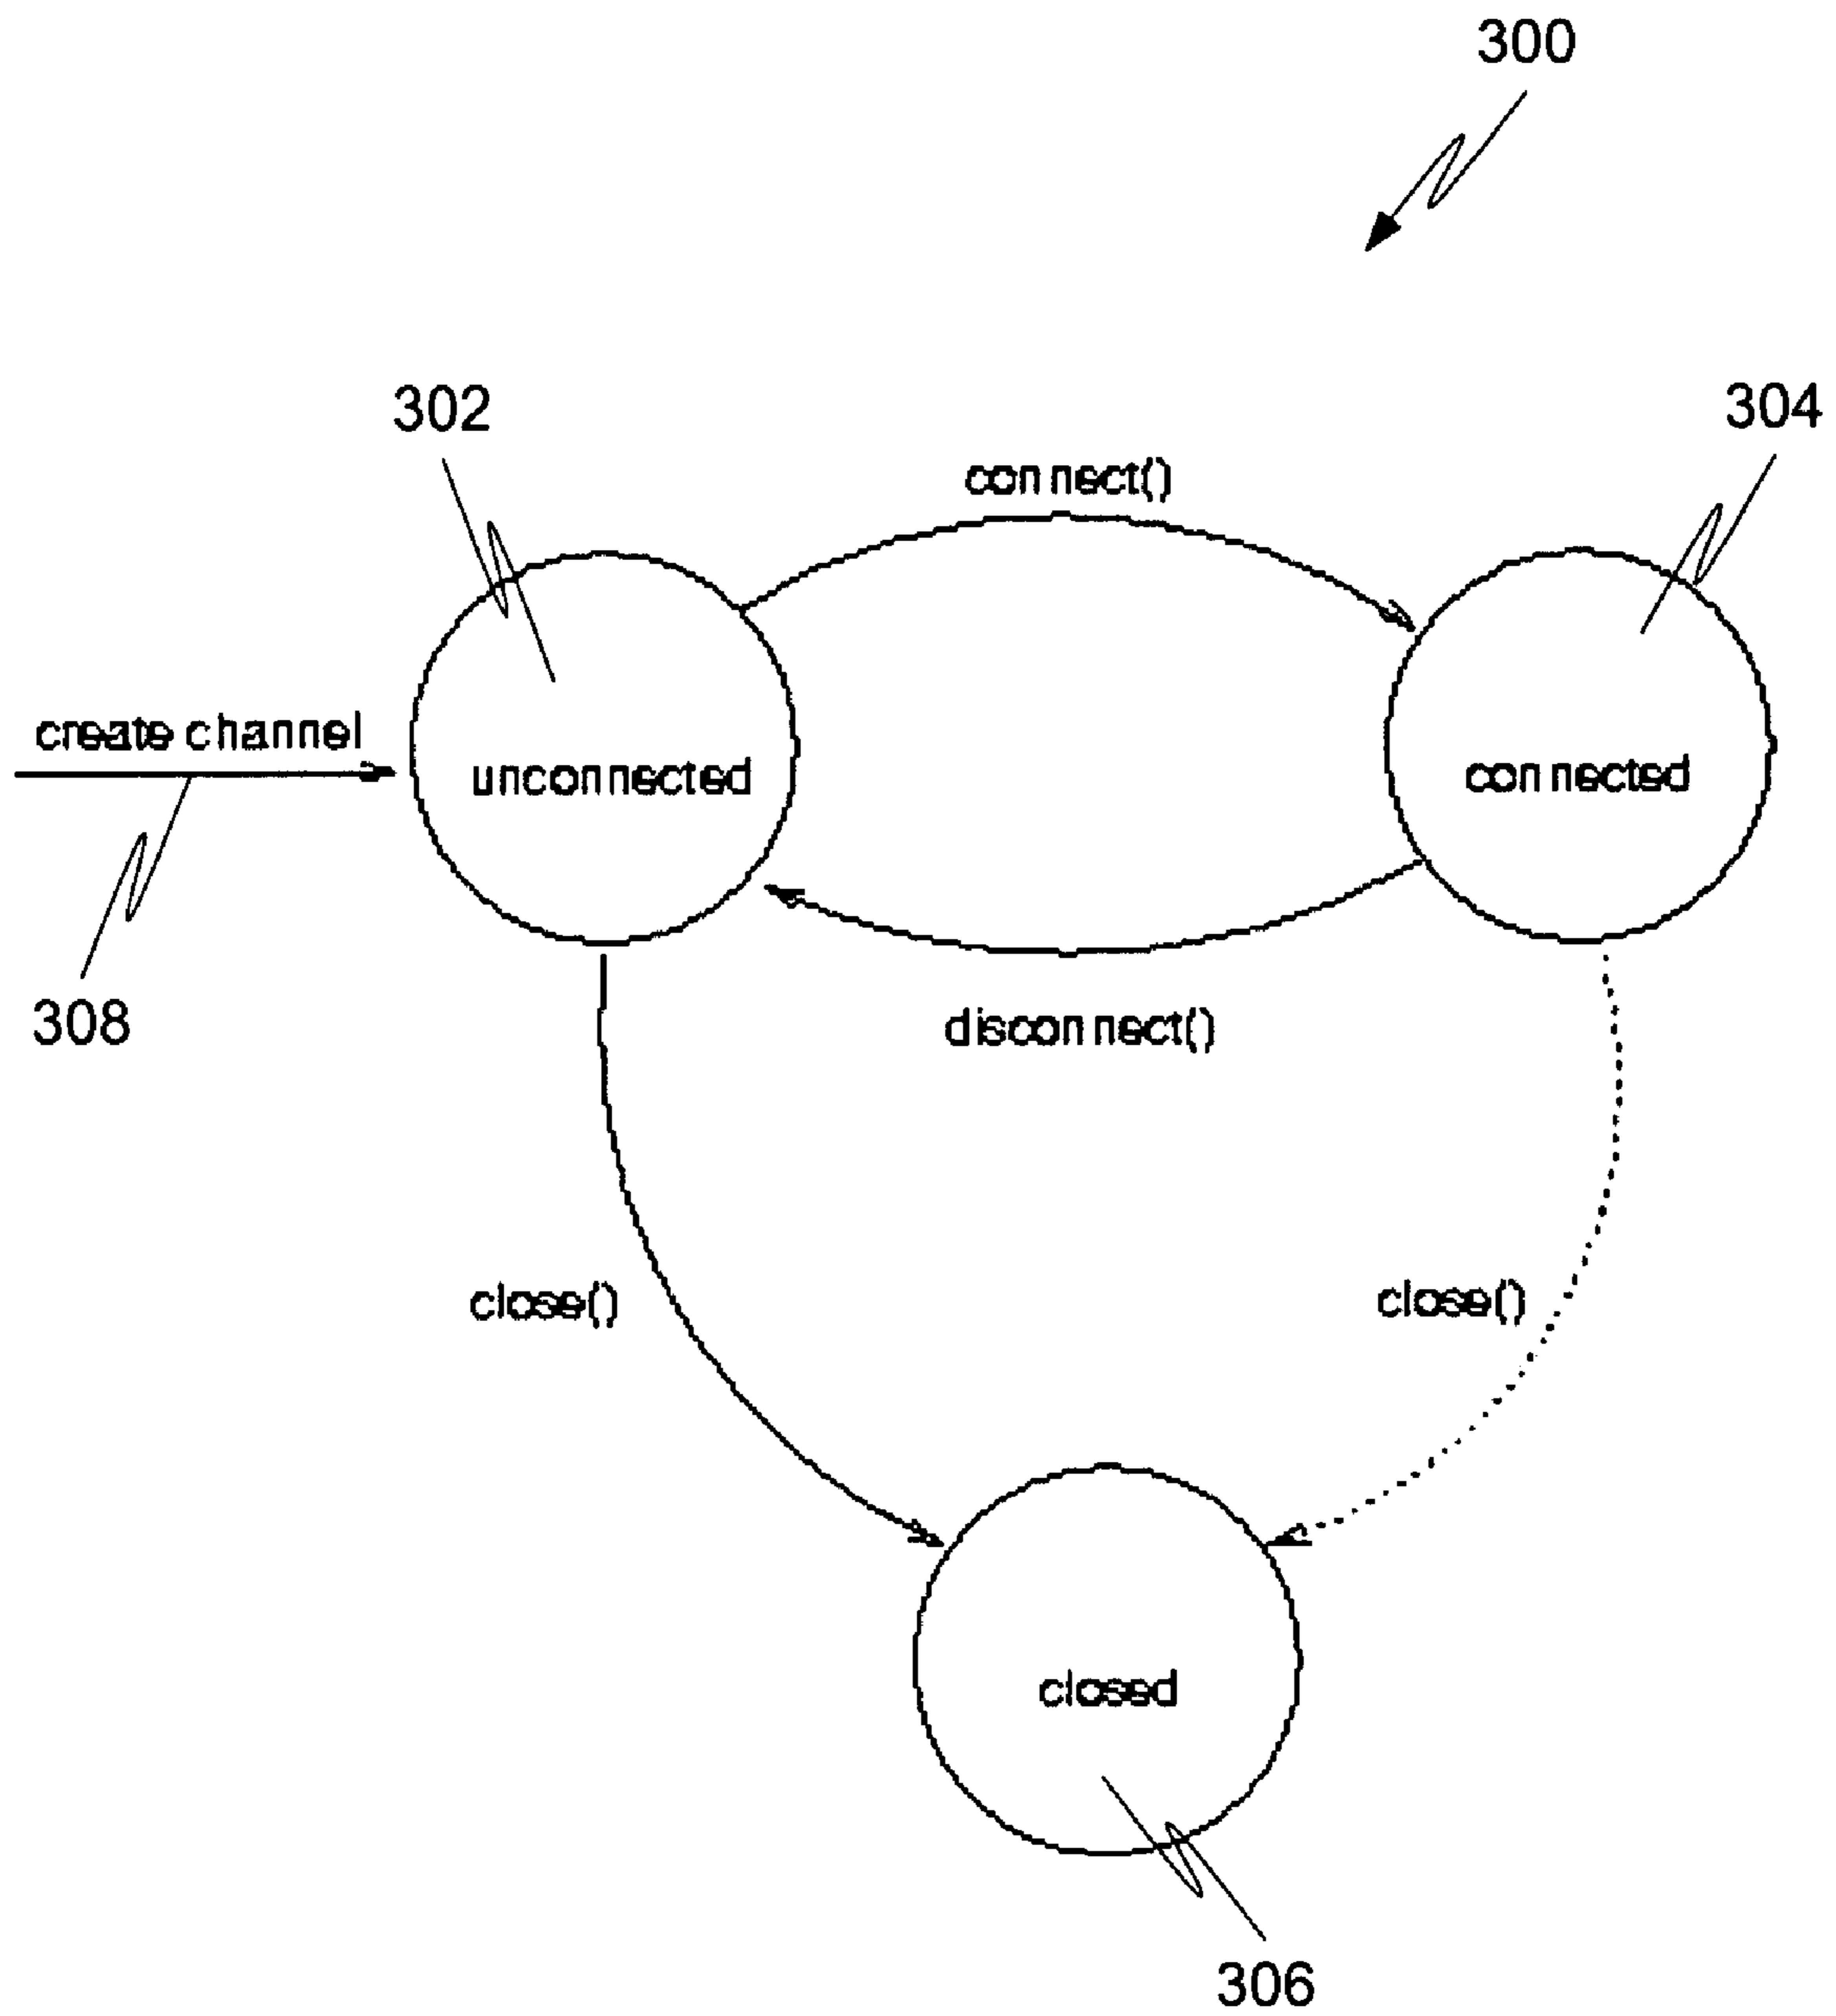 300
302
304
connect()
create channel
unconnected
connected
308
disconnect()
close()
close()
closed
306